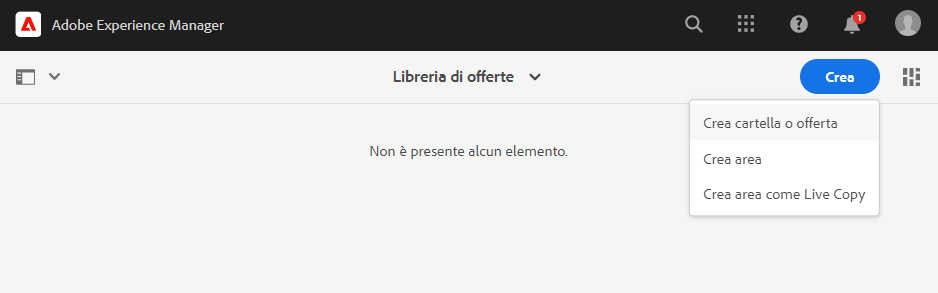 Adobe Experience Manager
1
Libreria di offerte
Crea
Crea cartella o offerta
Non è presente alcun elemento.
Crea area
Crea area come Live Copy